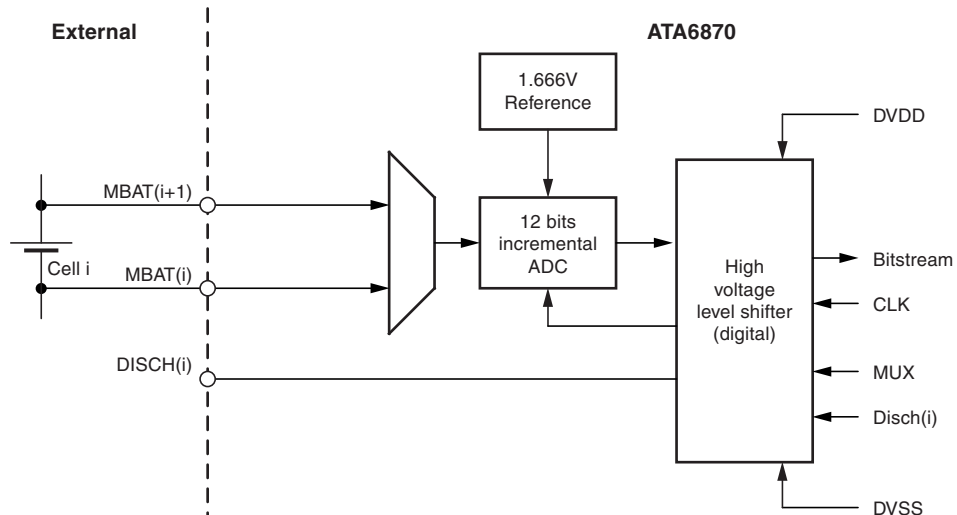 External
ATA6870
1.666V
Reference
DVDD
MBAT(i+1)
12 bits
incremental
ADC
Cell i
MBAT(i)
High
voltage
level shifter
(digital)
Bitstream
CLK
DISCH(i)
MUX
Disch(i)
DVSS